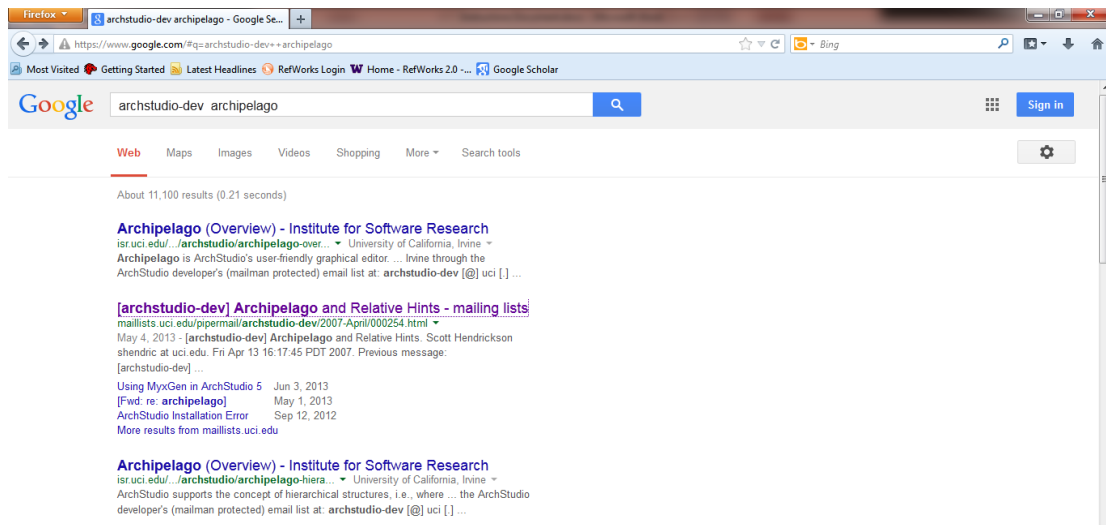 Firefox
archstudio-dev archipelago - Google Se...
https://www.google.com/#q=archstudio-dev++archipelago
Bing
Most Visited Getting Started Latest Headlines RefWorks Login W Home - RefWorks 2.0 -... Google Scholar
Google archstudio-dev archipelago Sign in
Web Maps Images Videos Shopping More Search tools
About 11,100 results (0.21 seconds)
Archipelago (Overview) - Institute for Software Research
isr.uci.edu/.../archstudio/archipelago-over... University of California, Irvine
Archipelago is ArchStudio's user-friendly graphical editor. ... Irvine through the
ArchStudio developer's (mailman protected) email list at: archstudio-dev [@] uci [.] ...
[archstudio-dev] Archipelago and Relative Hints - mailing lists
maillists.uci.edu/pipermail/archstudio-dev/2007-April/000254.html
May 4, 2013 - [archstudio-dev] Archipelago and Relative Hints. Scott Hendrickson
shendric at uci.edu. Fri Apr 13 16:17:45 PDT 2007. Previous message:
[archstudio-dev] ...
Using MyxGen in ArchStudio 5 Jun 3, 2013
[Fwd: re: archipelago] May 1, 2013
ArchStudio Installation Error Sep 12, 2012
More results from maillists.uci.edu
Archipelago (Overview) - Institute for Software Research
isr.uci.edu/.../archstudio/archipelago-hiera... University of California, Irvine
ArchStudio supports the concept of hierarchical structures, i.e., where ... the ArchStudio
developer's (mailman protected) email list at: archstudio-dev [@] uci [.] ...